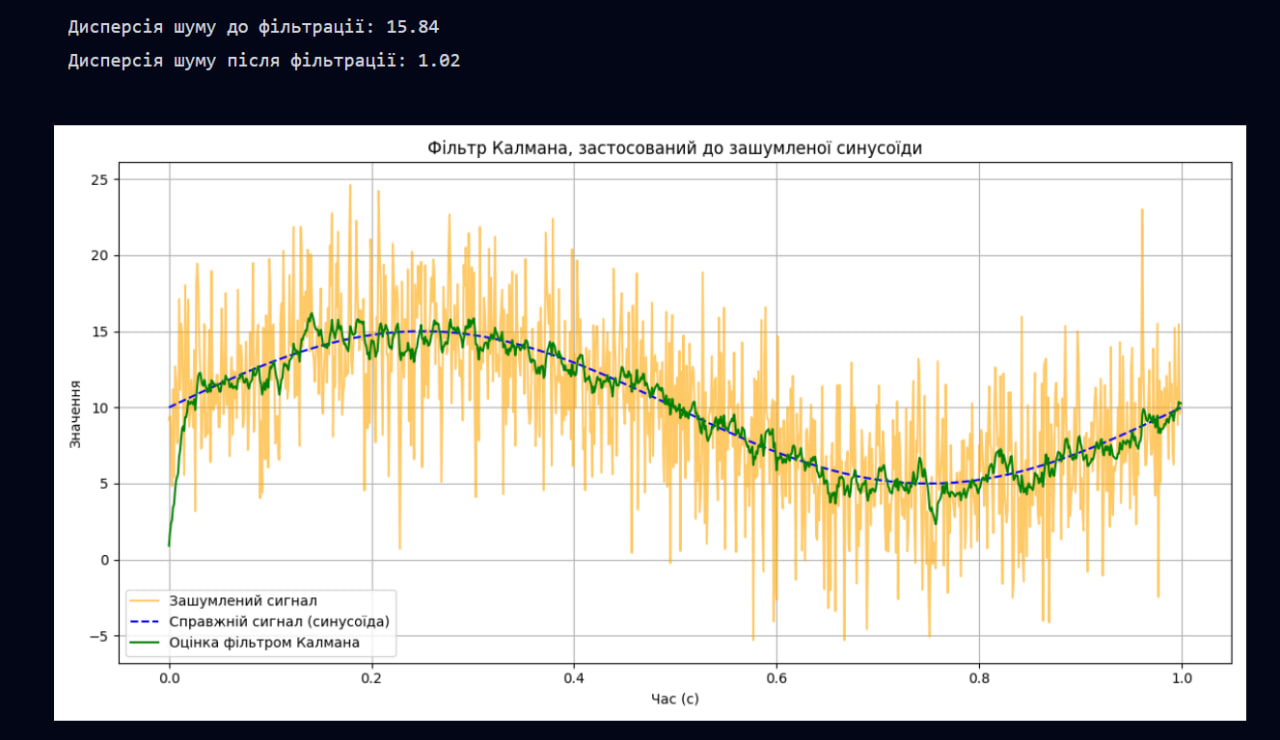 Дисперсія шуму до фільтрації: 15.84
Дисперсія шуму після фільтрації: 1.02
Фільтр Калмана, застосований до зашумленої синусоїди
25
20
15
10
5
0
−5
Значення
Зашумлений сигнал
Справжній сигнал (синусоїда)
Оцінка фільтром Калмана
0.0 0.2 0.4 0.6 0.8 1.0
Час (с)